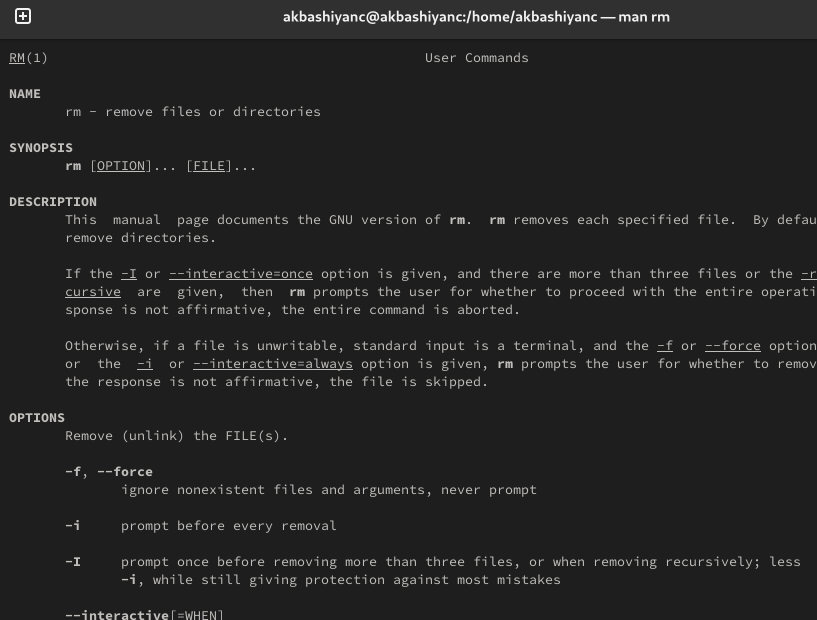 akbashiyanc@akbashiyanc:/home/akbashiyanc — man rm
RM(1) User Commands
NAME
rm - remove files or directories
SYNOPSIS
rm [OPTION]... [FILE]...
DESCRIPTION
This manual page documents the GNU version of rm. rm removes each specified file. By defau
remove directories.
If the -I or --interactive=once option is given, and there are more than three files or the -r
cursive are given, then rm prompts the user for whether to proceed with the entire operati
sponse is not affirmative, the entire command is aborted.
Otherwise, if a file is unwritable, standard input is a terminal, and the -f or --force option
or the -i or --interactive=always option is given, rm prompts the user for whether to remov
the response is not affirmative, the file is skipped.
OPTIONS
Remove (unlink) the FILE(s).
-f, --force
ignore nonexistent files and arguments, never prompt
-i prompt before every removal
-I prompt once before removing more than three files, or when removing recursively; less
-i, while still giving protection against most mistakes
--interactive[=WHEN]